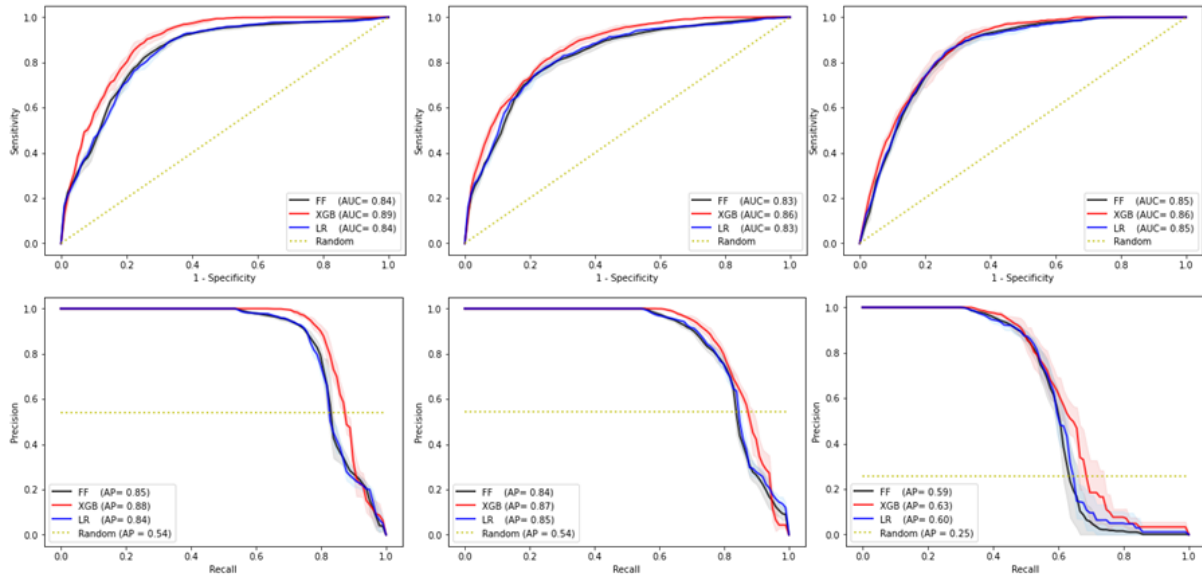 1.0
0.8
0.6
0.4
0.2
0.0
Sensitivity
FF (AUC= 0.84)
XGB (AUC= 0.89)
LR (AUC= 0.84)
Random
0.0 0.2 0.4 0.6 0.8 1.0
1 - Specificity
1.0
0.8
0.6
0.4
0.2
0.0
Sensitivity
FF (AUC= 0.83)
XGB (AUC= 0.86)
LR (AUC= 0.83)
Random
0.0 0.2 0.4 0.6 0.8 1.0
1 - Specificity
1.0
0.8
0.6
0.4
0.2
0.0
Sensitivity
FF (AUC= 0.85)
XGB (AUC= 0.86)
LR (AUC= 0.85)
Random
0.0 0.2 0.4 0.6 0.8 1.0
1 - Specificity
1.0
0.8
0.6
0.4
0.2
0.0
Precision
FF (AP= 0.85)
XGB (AP= 0.88)
LR (AP= 0.84)
Random (AP = 0.54)
0.0 0.2 0.4 0.6 0.8 1.0
Recall
1.0
0.8
0.6
0.4
0.2
0.0
Precision
FF (AP= 0.84)
XGB (AP= 0.87)
LR (AP= 0.85)
Random (AP = 0.54)
0.0 0.2 0.4 0.6 0.8 1.0
Recall
1.0
0.8
0.6
0.4
0.2
0.0
Precision
FF (AP= 0.59)
XGB (AP= 0.63)
LR (AP= 0.60)
Random (AP = 0.25)
0.0 0.2 0.4 0.6 0.8 1.0
Recall